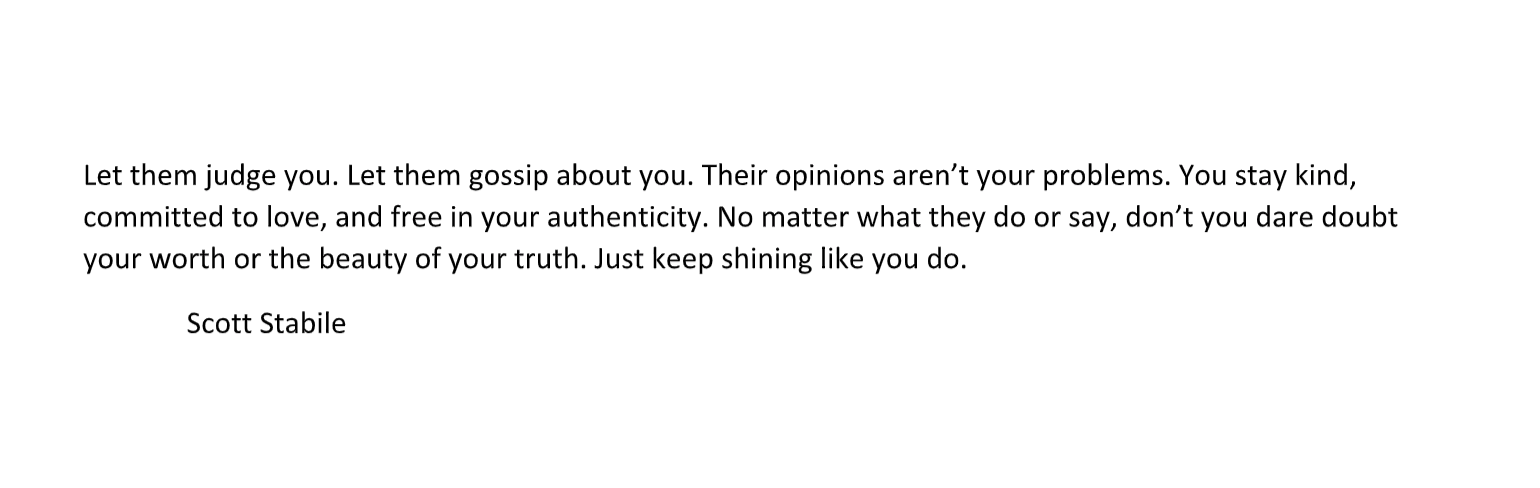 Let them judge you. Let them gossip about you. Their opinions aren’t your problems. You stay kind,
committed to love, and free in your authenticity. No matter what they do or say, don’t you dare doubt
your worth or the beauty of your truth. Just keep shining like you do.
Scott Stabile